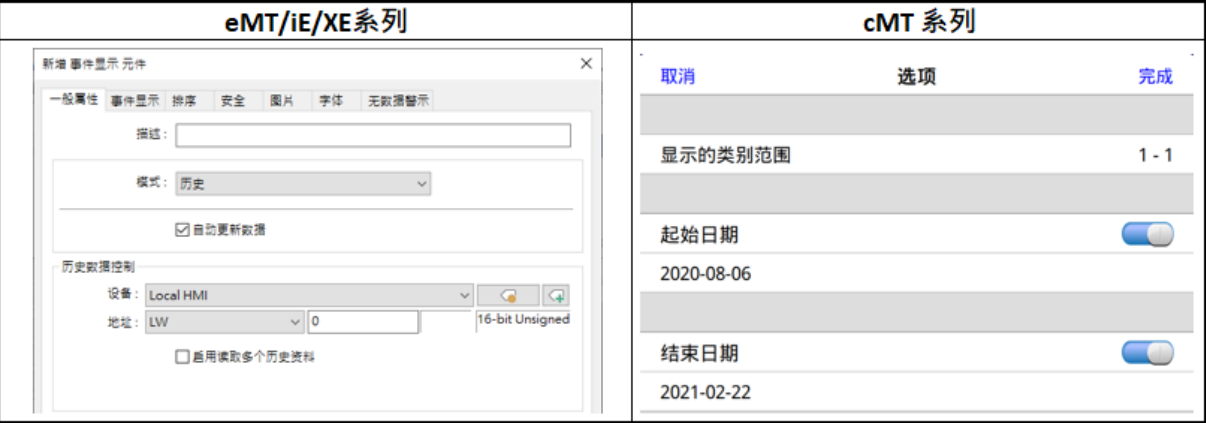 eMT/iE/XE系列
cMT 系列
新增 事件显示 元件
一般属性 事件显示 排序 安全 图片 字体 无数据警示
描述：
模式： 历史
自动更新数据
历史数据控制
设备： Local HMI
地址： LW 0 16-bit Unsigned
启用读取多个历史资料
取消 选项 完成
显示的类别范围 1 - 1
起始日期
2020-08-06
结束日期
2021-02-22